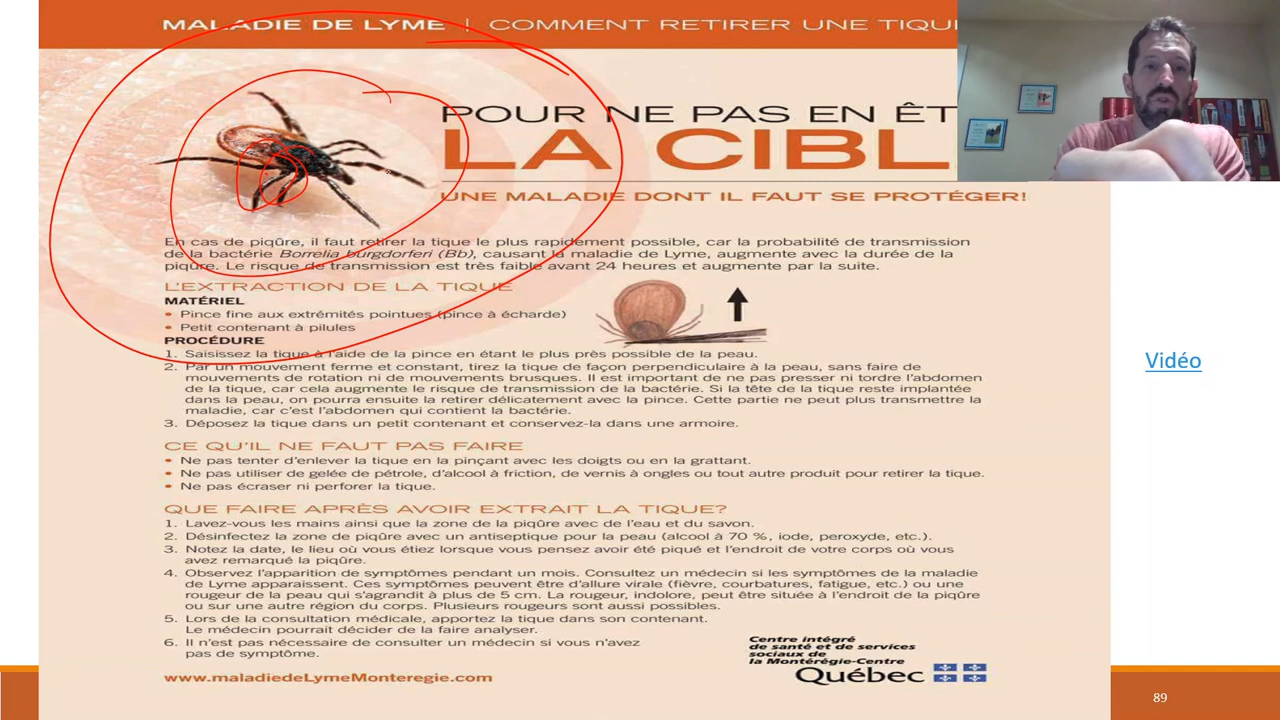 MALADIE DE LYME | COMMENT RETIRER UNE TIQU
POUR NE PAS EN ÊT
LA CIBL
UNE MALADIE DONT IL FAUT SE PROTÉGER!
En cas de piqûre, il faut retirer la tique le plus rapidement possible, car la probabilité de transmission
de la bactérie Borrelia burgdorferi (Bb), causant la maladie de Lyme, augmente avec la durée de la
piqûre. Le risque de transmission est très faible avant 24 heures et augmente par la suite.
L'EXTRACTION DE LA TIQUE
MATÉRIEL
• Pince fine aux extrémités pointues (pince à écharde)
• Petit contenant à pilules
PROCÉDURE
1. Saisissez la tique à l'aide de la pince en étant le plus près possible de la peau.
2. Par un mouvement ferme et constant, tirez la tique de façon perpendiculaire à la peau, sans faire de
mouvements de rotation ni de mouvements brusques. Il est important de ne pas presser ni tordre l'abdomen
de la tique, car cela augmente le risque de transmission de la bactérie. Si la tête de la tique reste implantée
dans la peau, on pourra ensuite la retirer délicatement avec la pince. Cette partie ne peut plus transmettre la
maladie, car c'est l'abdomen qui contient la bactérie.
3. Déposez la tique dans un petit contenant et conservez-la dans une armoire.
CE QU'IL NE FAUT PAS FAIRE
• Ne pas tenter d'enlever la tique en la pinçant avec les doigts ou en la grattant.
• Ne pas utiliser de gelée de pétrole, d'alcool à friction, de vernis à ongles ou tout autre produit pour retirer la tique.
• Ne pas écraser ni perforer la tique.
QUE FAIRE APRÈS AVOIR EXTRAIT LA TIQUE?
1. Lavez-vous les mains ainsi que la zone de la piqûre avec de l'eau et du savon.
2. Désinfectez la zone de piqûre avec un antiseptique pour la peau (alcool à 70 %, iode, peroxyde, etc.).
3. Notez la date, le lieu où vous étiez lorsque vous pensez avoir été piqué et l'endroit de votre corps où vous
avez remarqué la piqûre.
4. Observez l'apparition de symptômes pendant un mois. Consultez un médecin si les symptômes de la maladie
de Lyme apparaissent. Ces symptômes peuvent être d'allure virale (fièvre, courbatures, fatigue, etc.) ou une
rougeur de la peau qui s'agrandit à plus de 5 cm. La rougeur, indolore, peut être située à l'endroit de la piqûre
ou sur une autre région du corps. Plusieurs rougeurs sont aussi possibles.
5. Lors de la consultation médicale, apportez la tique dans son contenant.
Le médecin pourrait décider de la faire analyser.
6. Il n'est pas nécessaire de consulter un médecin si vous n'avez
pas de symptôme.
www.maladiedeLymeMonteregie.com
Centre intégré
de santé et de services
sociaux de
la Montérégie-Centre
Québec
Vidéo
89